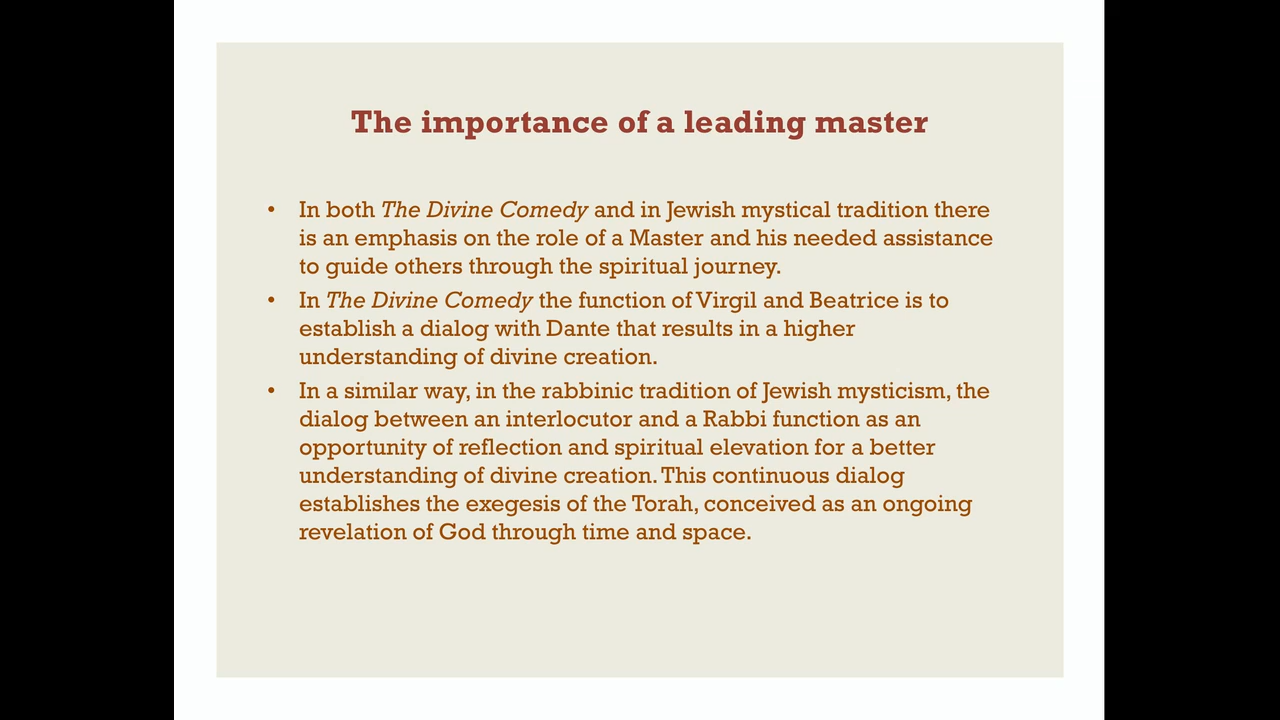 The importance of a leading master
• In both The Divine Comedy and in Jewish mystical tradition there
is an emphasis on the role of a Master and his needed assistance
to guide others through the spiritual journey.
• In The Divine Comedy the function of Virgil and Beatrice is to
establish a dialog with Dante that results in a higher
understanding of divine creation.
• In a similar way, in the rabbinic tradition of Jewish mysticism, the
dialog between an interlocutor and a Rabbi function as an
opportunity of reflection and spiritual elevation for a better
understanding of divine creation. This continuous dialog
establishes the exegesis of the Torah, conceived as an ongoing
revelation of God through time and space.